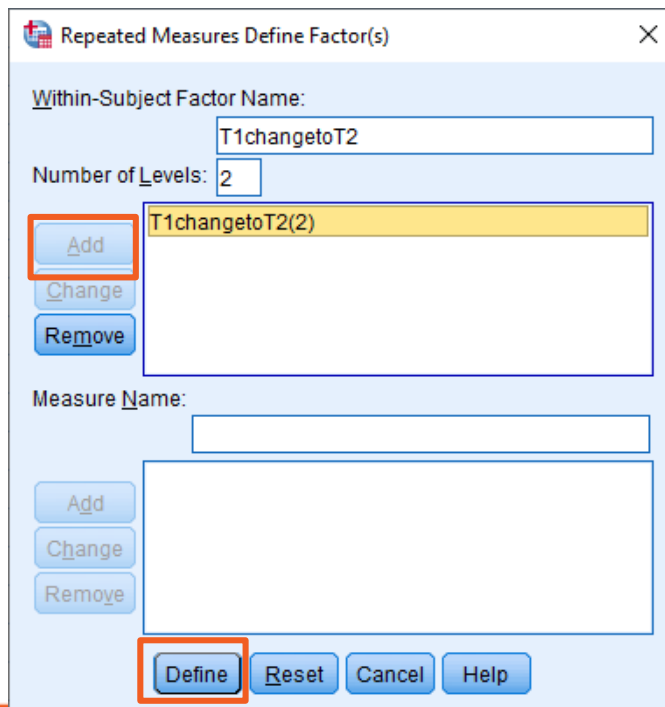 Repeated Measures Define Factor(s)
Within-Subject Factor Name:
T1changetoT2
Number of Levels: 2
T1changetoT2(2)
Add
Change
Remove
Measure Name:
Add
Change
Remove
Define Reset Cancel Help